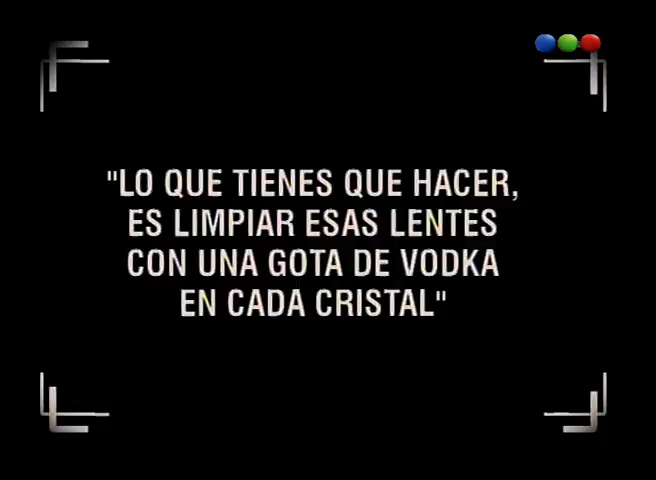 "LO QUE TIENES QUE HACER,
ES LIMPIAR ESAS LENTES
CON UNA GOTA DE VODKA
EN CADA CRISTAL"